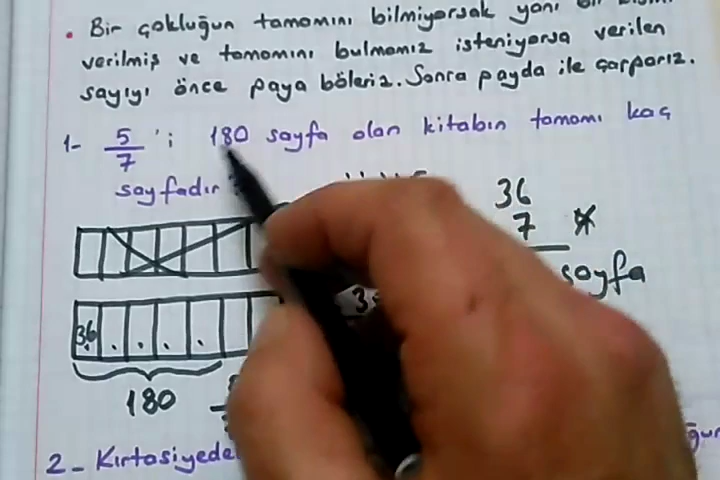 . Bir çokluğun tamamını bilmiyorsak yani bir
verilmiş ve tamamını bulmamız isteniyorsa verilen
sayıyı önce paya böleriz. Sonra payda ile çarparız.
1- 5/7 'i 180 sayfa olan kitabın tamamı kaç
sayfadır
36
7 x
sayfa
36
180
2- Kırtasiyede